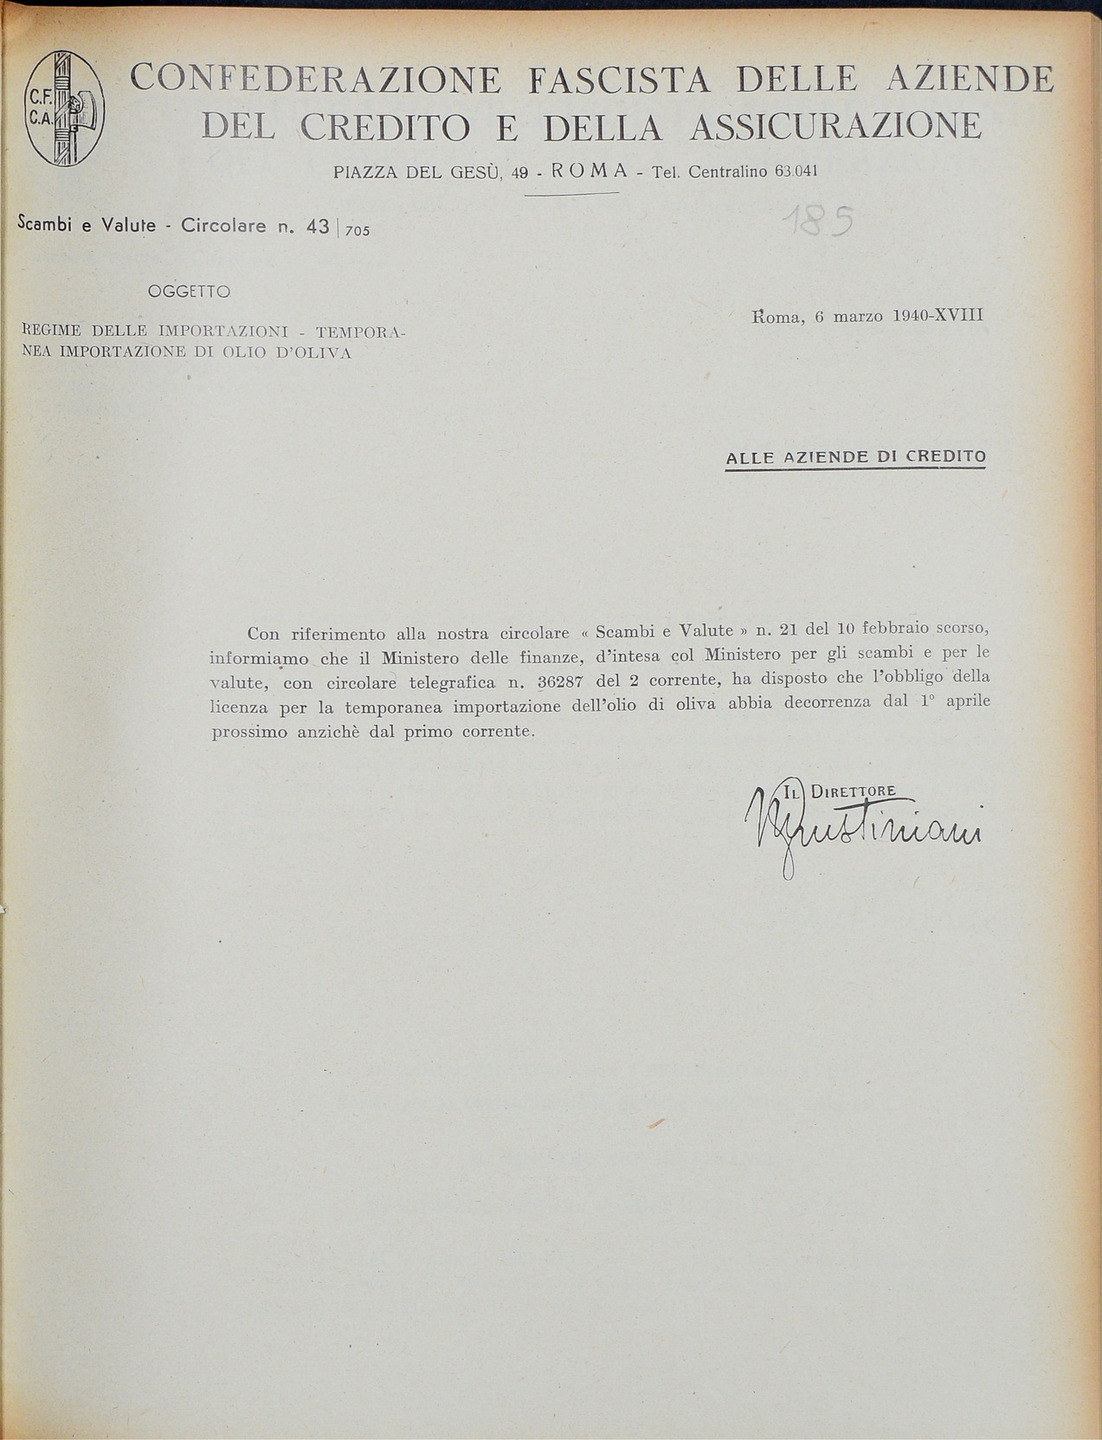 C.F.
C.A.
CONFEDERAZIONE FASCISTA DELLE AZIENDE
DEL CREDITO E DELLA ASSICURAZIONE
PIAZZA DEL GESÙ, 49 - ROMA - Tel. Centralino 63.041
Scambi e Valute - Circolare n. 43 | 705
185
OGGETTO
REGIME DELLE IMPORTAZIONI - TEMPORA-
NEA IMPORTAZIONE DI OLIO D'OLIVA
Roma, 6 marzo 1940-XVIII
ALLE AZIENDE DI CREDITO
Con riferimento alla nostra circolare « Scambi e Valute » n. 21 del 10 febbraio scorso,
informiamo che il Ministero delle finanze, d'intesa col Ministero per gli scambi e per le
valute, con circolare telegrafica n. 36287 del 2 corrente, ha disposto che l'obbligo della
licenza per la temporanea importazione dell'olio di oliva abbia decorrenza dal 1° aprile
prossimo anzichè dal primo corrente.
IL DIRETTORE
Giustiniani